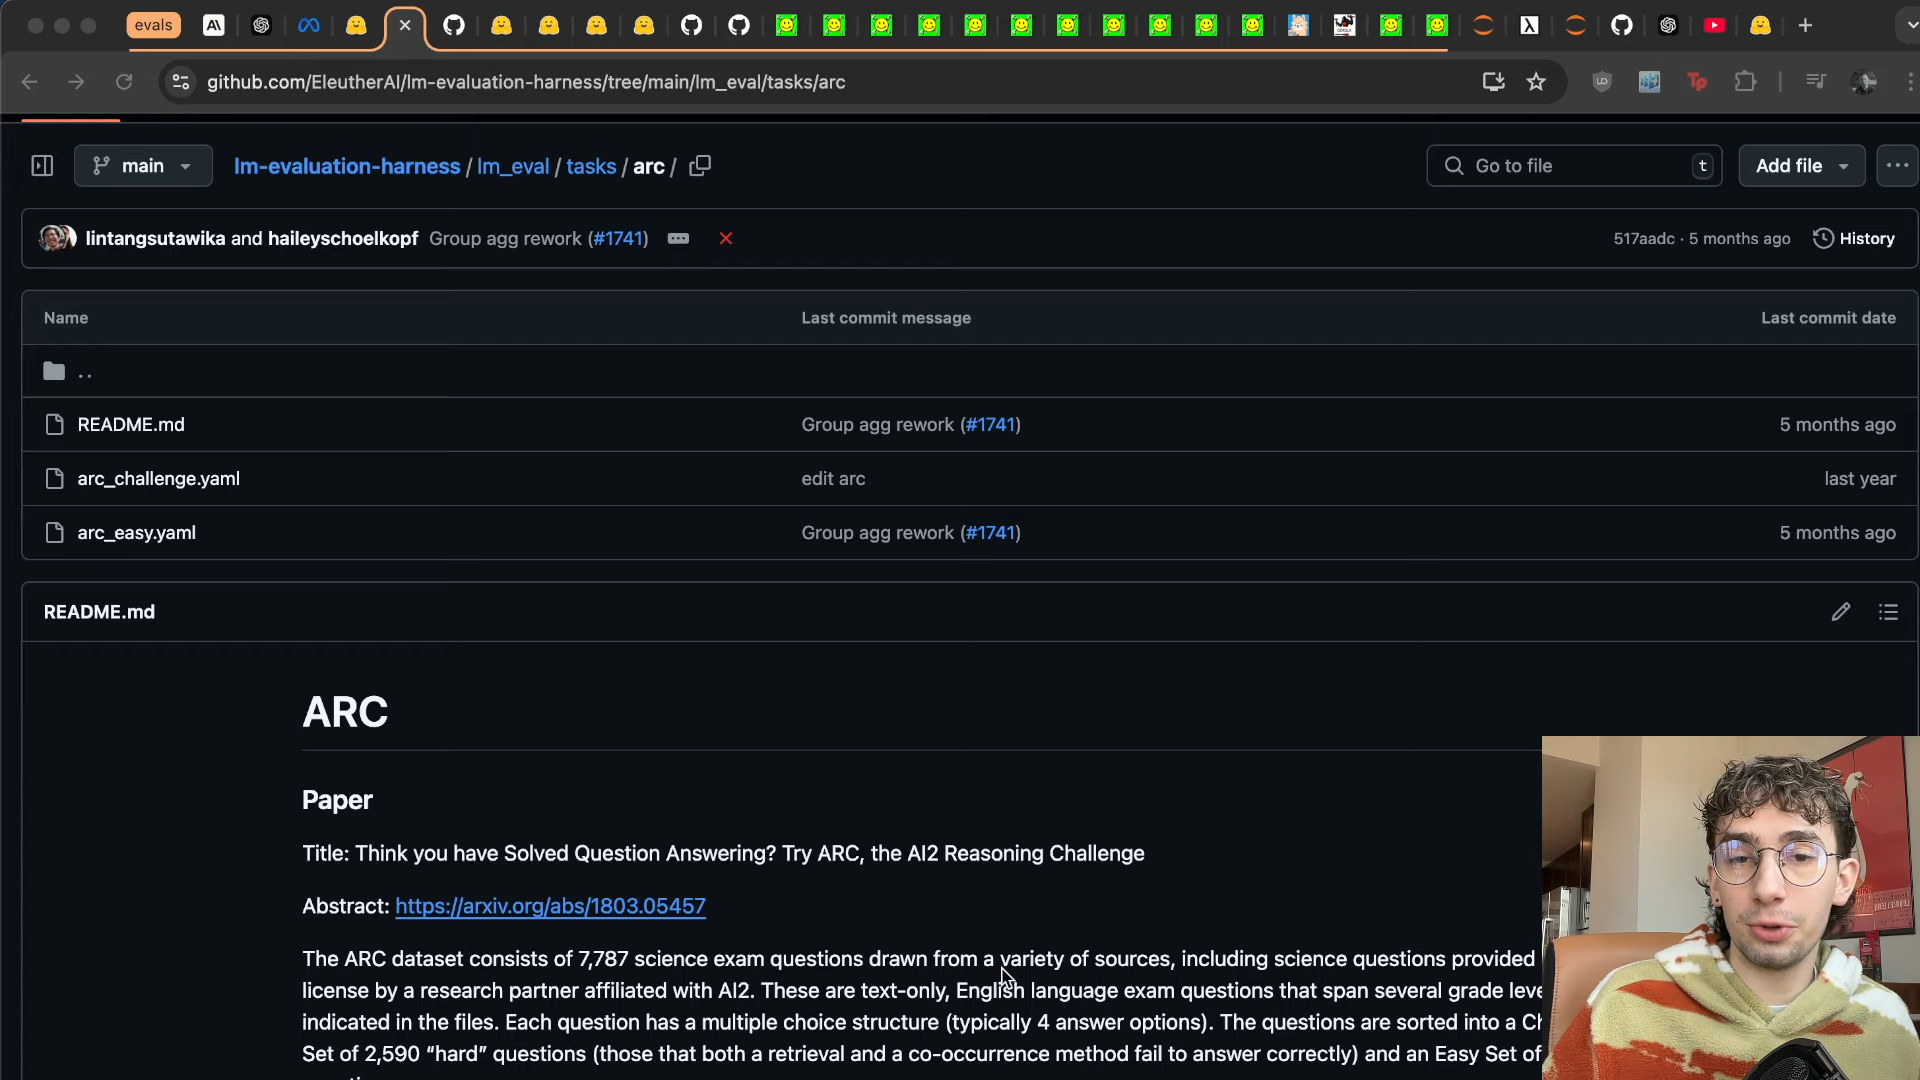 evals
github.com/EleutherAI/lm-evaluation-harness/tree/main/lm_eval/tasks/arc
main
lm-evaluation-harness / lm_eval / tasks / arc /
Go to file
t
Add file
lintangsutawika and haileyschoelkopf Group agg rework (#1741)
517aadc · 5 months ago
History
Name
Last commit message
Last commit date
..
README.md
Group agg rework (#1741)
5 months ago
arc_challenge.yaml
edit arc
last year
arc_easy.yaml
Group agg rework (#1741)
5 months ago
README.md
ARC
Paper
Title: Think you have Solved Question Answering? Try ARC, the AI2 Reasoning Challenge
Abstract: https://arxiv.org/abs/1803.05457
The ARC dataset consists of 7,787 science exam questions drawn from a variety of sources, including science questions provided
license by a research partner affiliated with AI2. These are text-only, English language exam questions that span several grade leve
indicated in the files. Each question has a multiple choice structure (typically 4 answer options). The questions are sorted into a Ch
Set of 2,590 “hard” questions (those that both a retrieval and a co-occurrence method fail to answer correctly) and an Easy Set of